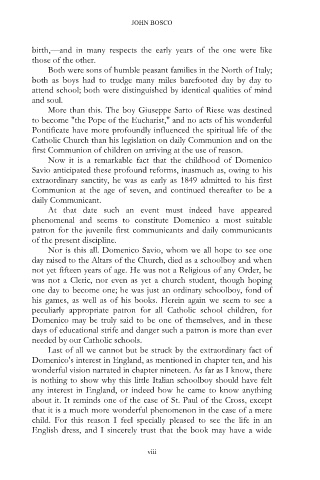 JOHN BOSCO
birth,—and in many respects the early years of the one were like
those of the other.
Both were sons of humble peasant families in the North of Italy;
both as boys had to trudge many miles barefooted day by day to
attend school; both were distinguished by identical qualities of mind
and soul.
More than this. The boy Giuseppe Sarto of Riese was destined
to become "the Pope of the Eucharist," and no acts of his wonderful
Pontificate have more profoundly influenced the spiritual life of the
Catholic Church than his legislation on daily Communion and on the
first Communion of children on arriving at the use of reason.
Now it is a remarkable fact that the childhood of Domenico
Savio anticipated these profound reforms, inasmuch as, owing to his
extraordinary sanctity, he was as early as 1849 admitted to his first
Communion at the age of seven, and continued thereafter to be a
daily Communicant.
At that date such an event must indeed have appeared
phenomenal and seems to constitute Domenico a most suitable
patron for the juvenile first communicants and daily communicants
of the present discipline.
Nor is this all. Domenico Savio, whom we all hope to see one
day raised to the Altars of the Church, died as a schoolboy and when
not yet fifteen years of age. He was not a Religious of any Order, he
was not a Cleric, nor even as yet a church student, though hoping
one day to become one; he was just an ordinary schoolboy, fond of
his games, as well as of his books. Herein again we seem to see a
peculiarly appropriate patron for all Catholic school children, for
Domenico may be truly said to be one of themselves, and in these
days of educational strife and danger such a patron is more than ever
needed by our Catholic schools.
Last of all we cannot but be struck by the extraordinary fact of
Domenico's interest in England, as mentioned in chapter ten, and his
wonderful vision narrated in chapter nineteen. As far as I know, there
is nothing to show why this little Italian schoolboy should have felt
any interest in England, or indeed how he came to know anything
about it. It reminds one of the case of St. Paul of the Cross, except
that it is a much more wonderful phenomenon in the case of a mere
child. For this reason I feel specially pleased to see the life in an
English dress, and I sincerely trust that the book may have a wide
viii